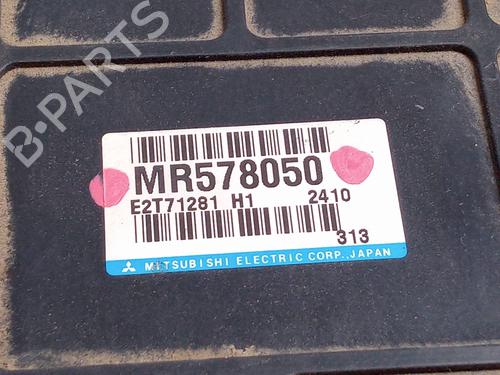 B-PARTS
MR578050
E2T71281 H1 2410
313
MITSUBISHI ELECTRIC CORP., JAPAN